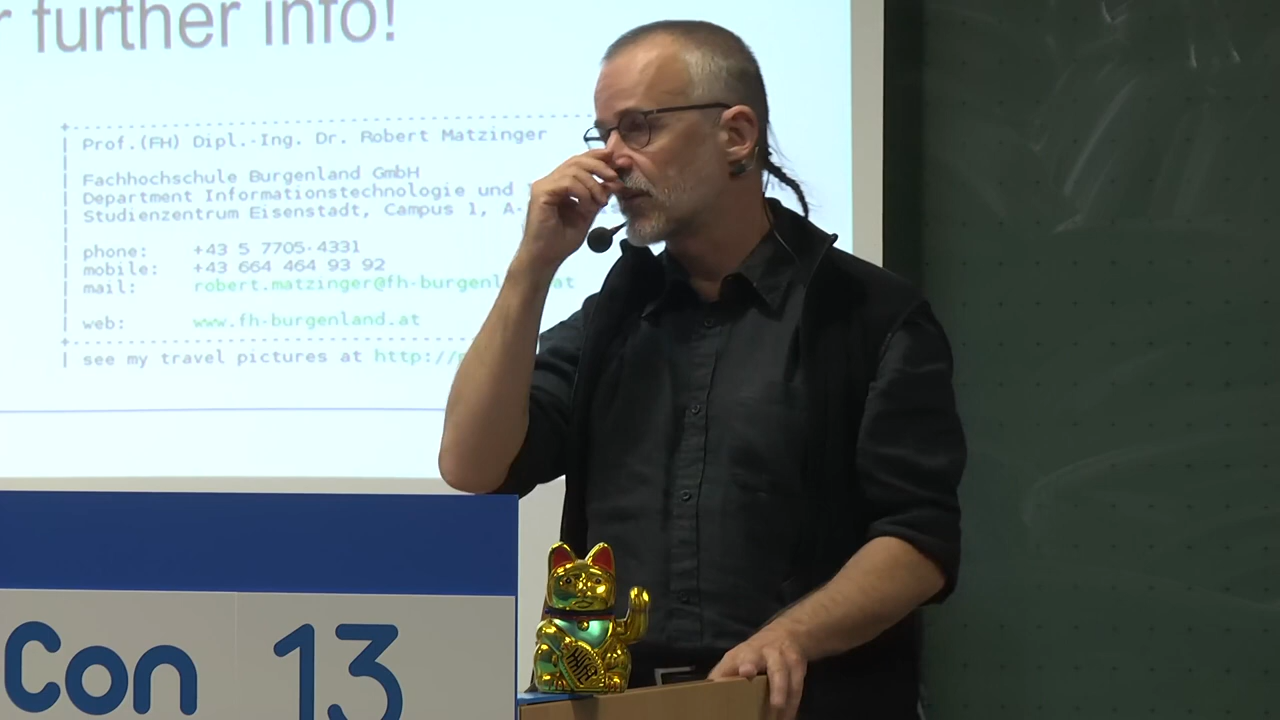 further info!
Prof.(FH) Dipl.-Ing. Dr. Robert Matzinger
Fachhochschule Burgenland GmbH
Department Informationstechnologie und
Studienzentrum Eisenstadt, Campus 1, A-
phone: +43 5 7705-4331
mobile: +43 664 464 93 92
mail: robert.matzinger@fh-burgenl at
web: www.fh-burgenland.at
see my travel pictures at http://
Con 13